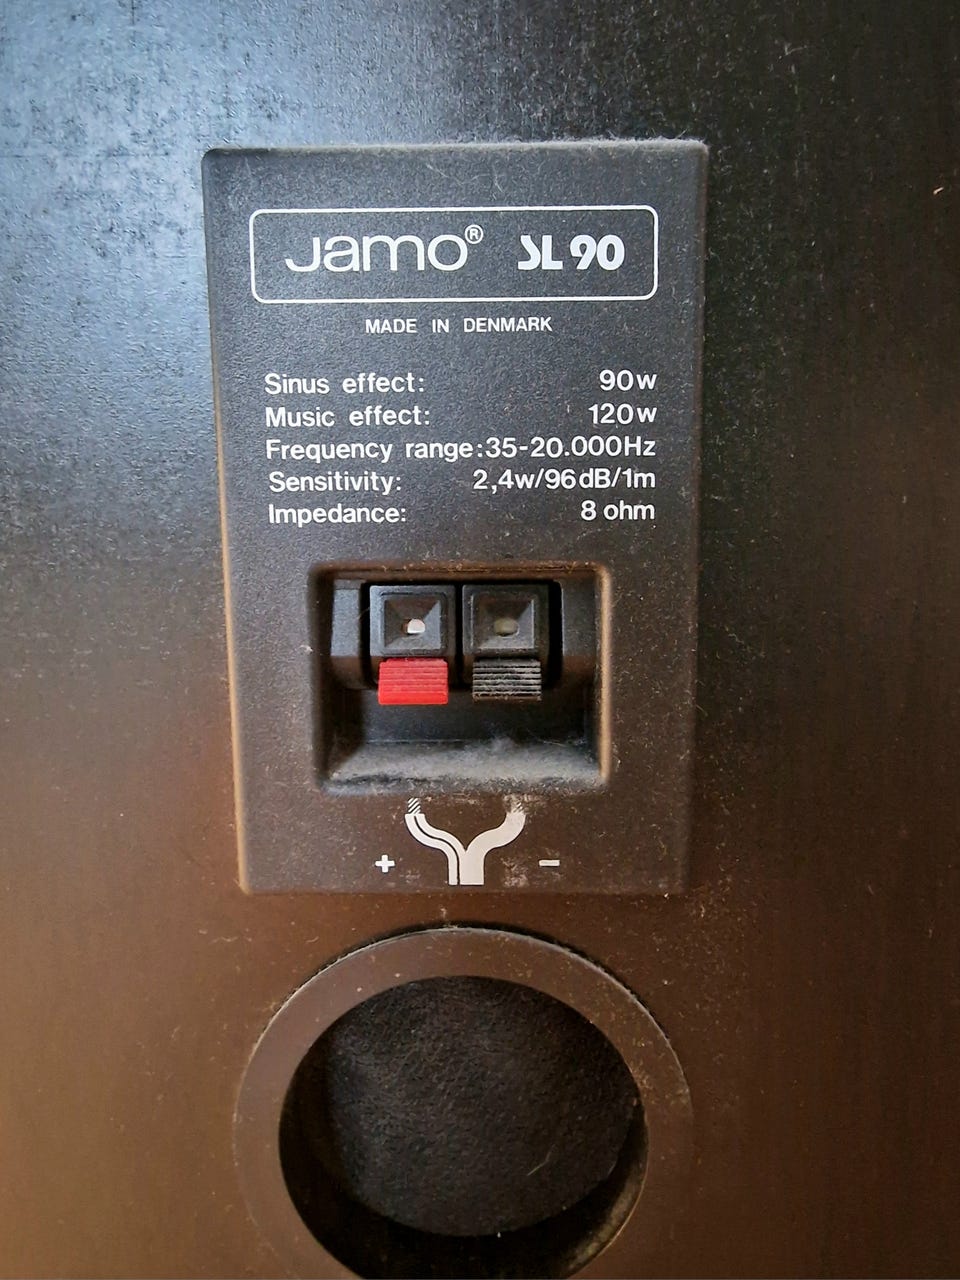 Jamo® SL 90
MADE IN DENMARK
Sinus effect: 90w
Music effect: 120w
Frequency range:35-20.000Hz
Sensitivity: 2,4w/96dB/1m
Impedance: 8 ohm
+ −